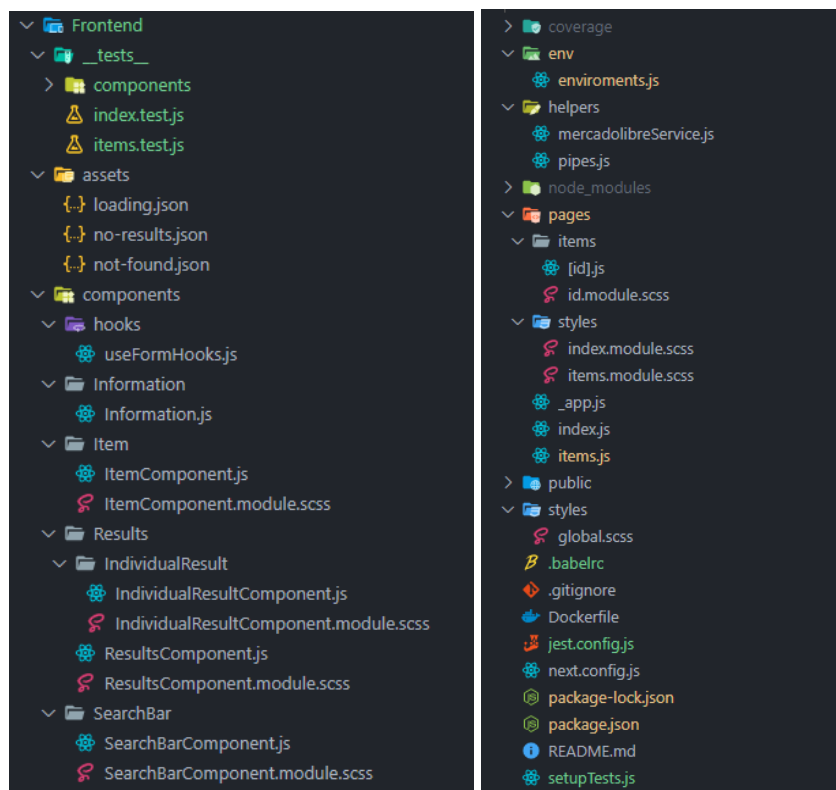 Frontend
__tests__
components
index.test.js
items.test.js
assets
loading.json
no-results.json
not-found.json
components
hooks
useFormHooks.js
Information
Information.js
Item
ItemComponent.js
ItemComponent.module.scss
Results
IndividualResult
IndividualResultComponent.js
IndividualResultComponent.module.scss
ResultsComponent.js
ResultsComponent.module.scss
SearchBar
SearchBarComponent.js
SearchBarComponent.module.scss
coverage
env
enviroments.js
helpers
mercadolibreService.js
pipes.js
node_modules
pages
items
[id].js
id.module.scss
styles
index.module.scss
items.module.scss
_app.js
index.js
items.js
public
styles
global.scss
.babelrc
.gitignore
Dockerfile
jest.config.js
next.config.js
package-lock.json
package.json
README.md
setupTests.js